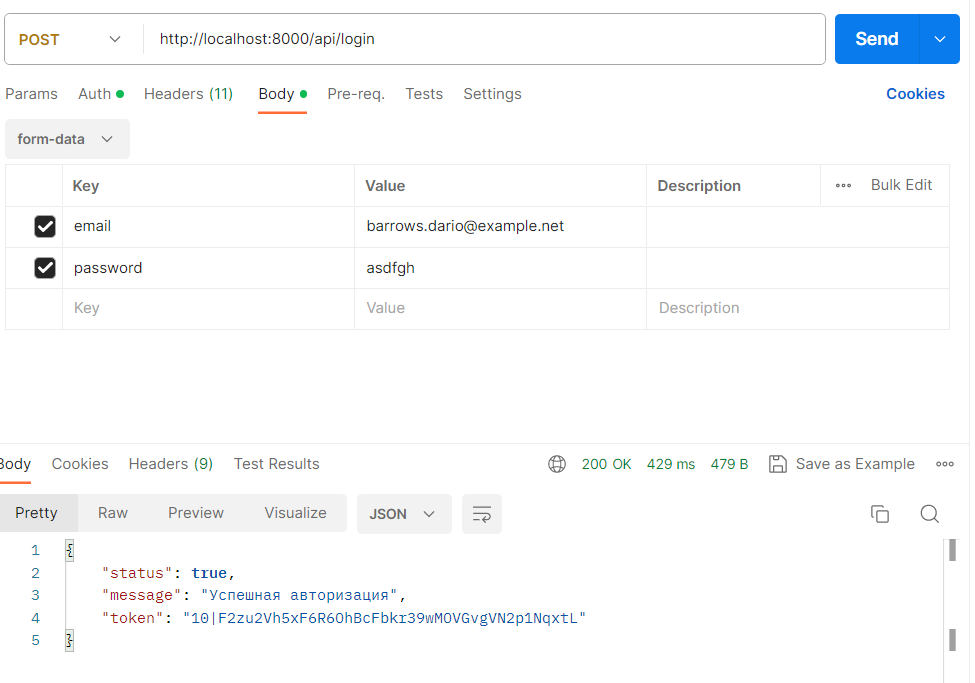 POST http://localhost:8000/api/login Send
Params Auth Headers (11) Body Pre-req. Tests Settings Cookies
form-data
Key Value Description Bulk Edit
email barrows.dario@example.net
password asdfgh
Key Value Description
Body Cookies Headers (9) Test Results 200 OK 429 ms 479 B Save as Example
Pretty Raw Preview Visualize JSON
1 {
2 "status": true,
3 "message": "Успешная авторизация",
4 "token": "10|F2zu2Vh5xF6R6OhBcFbkr39wMOVGvgVN2p1NqxtL"
5 }